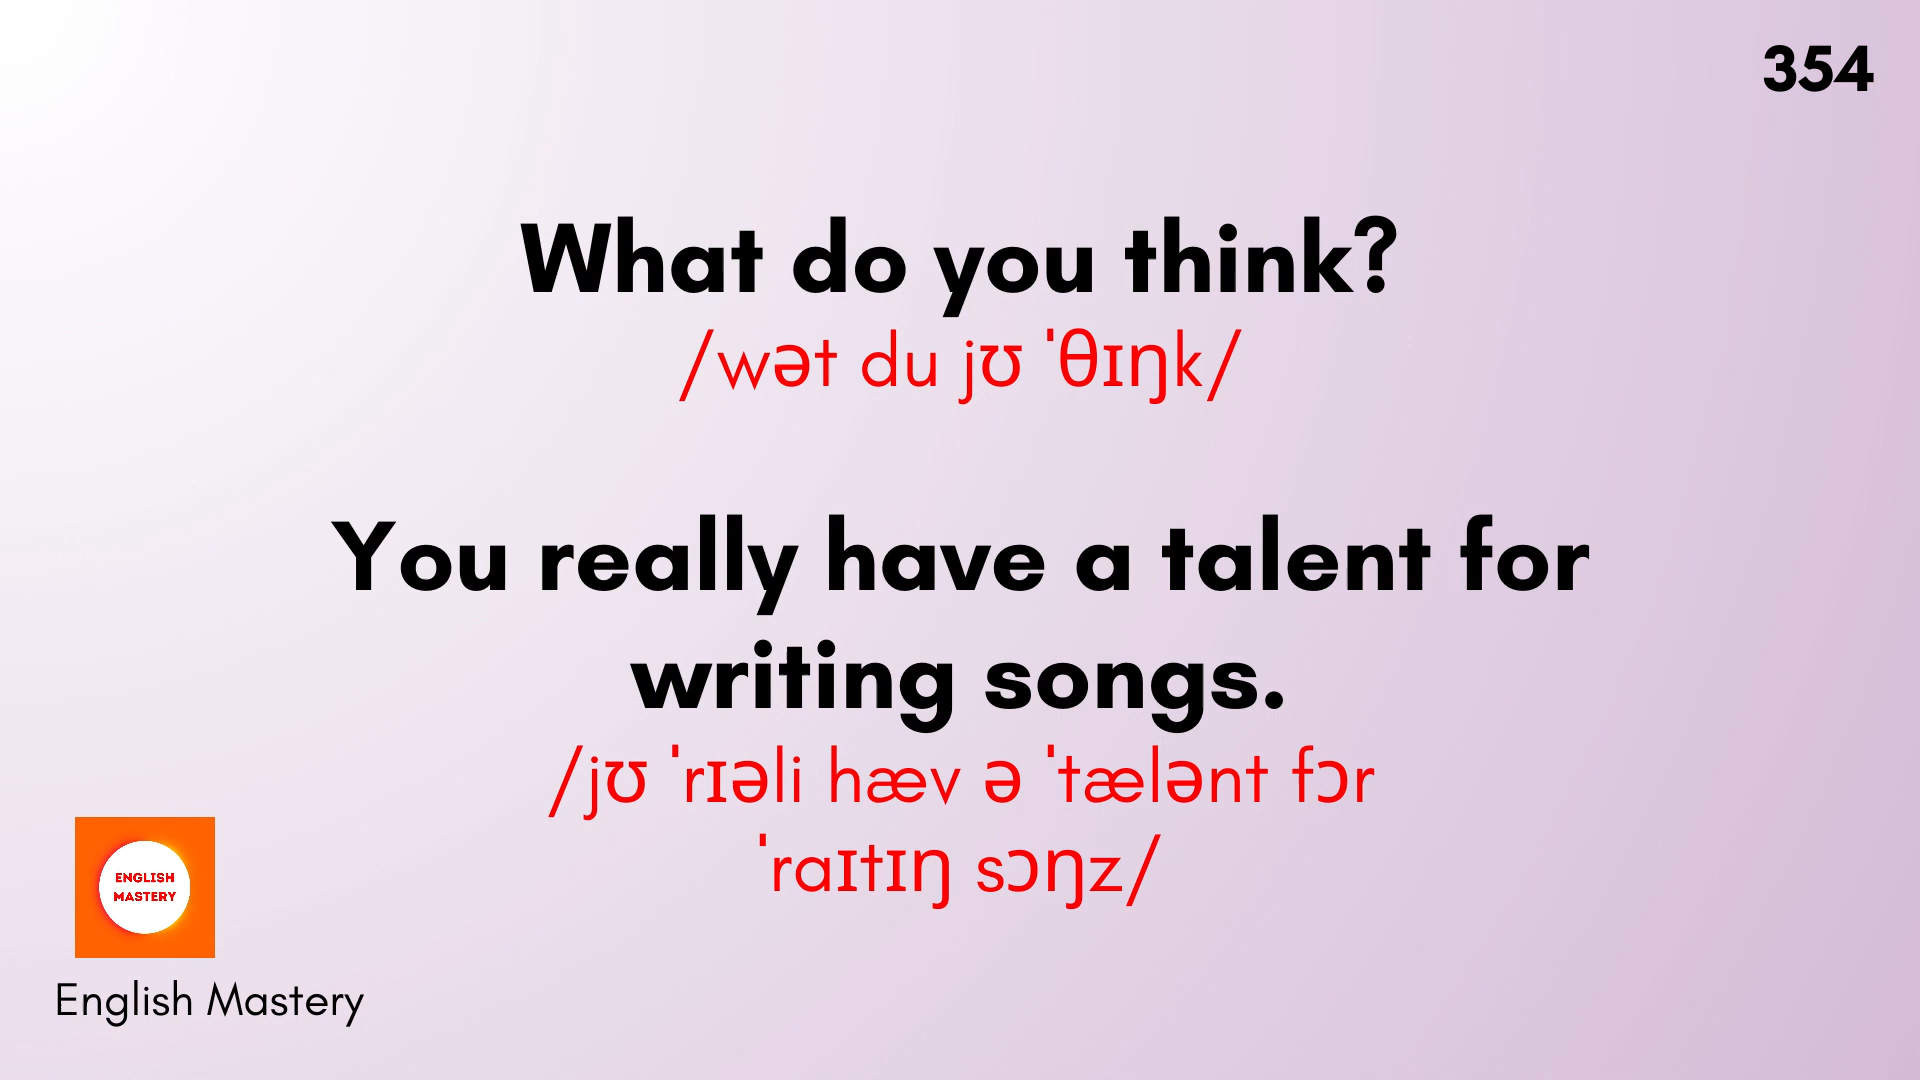 354
What do you think?
/wət du jʊ ˈθɪŋk/
You really have a talent for
writing songs.
/jʊ ˈrɪəli hæv ə ˈtælənt fɔr
ˈraɪtɪŋ sɔŋz/
ENGLISH
MASTERY
English Mastery